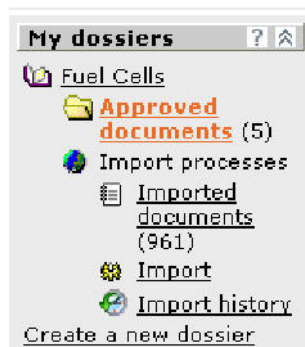 My dossiers ?
Fuel Cells
Approved
documents (5)
Import processes
Imported
documents
(961)
Import
Import history
Create a new dossier